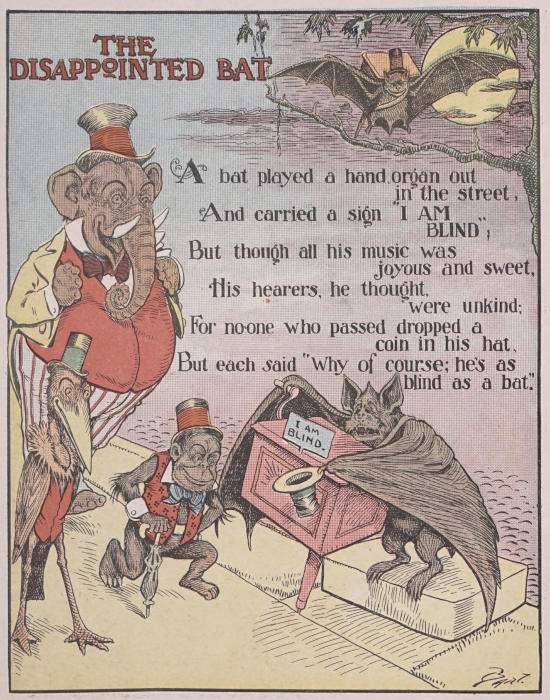 THE
DISAPPOINTED BAT
A bat played a hand organ out
in the street,
And carried a sign "I AM
BLIND";
But though all his music was
joyous and sweet,
His hearers, he thought,
were unkind;
For no-one who passed dropped a
coin in his hat,
But each said "Why of course; he's as
blind as a bat."
I AM
BLIND.